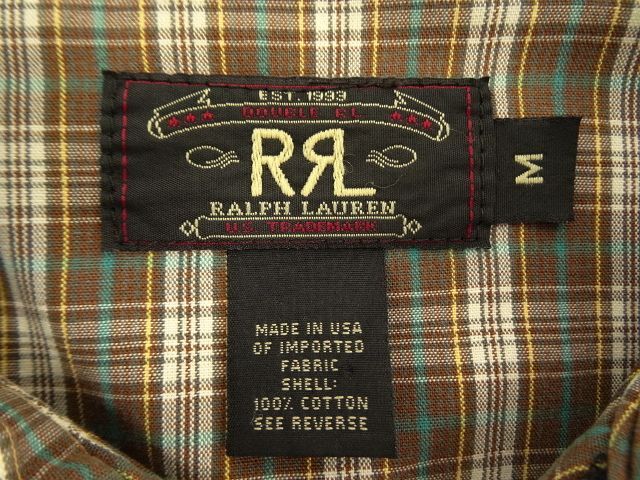 EST. 1993
DOUBLE RL
RRL
RALPH LAUREN
U.S. TRADEMARK
M
MADE IN USA
OF IMPORTED
FABRIC
SHELL:
100% COTTON
SEE REVERSE